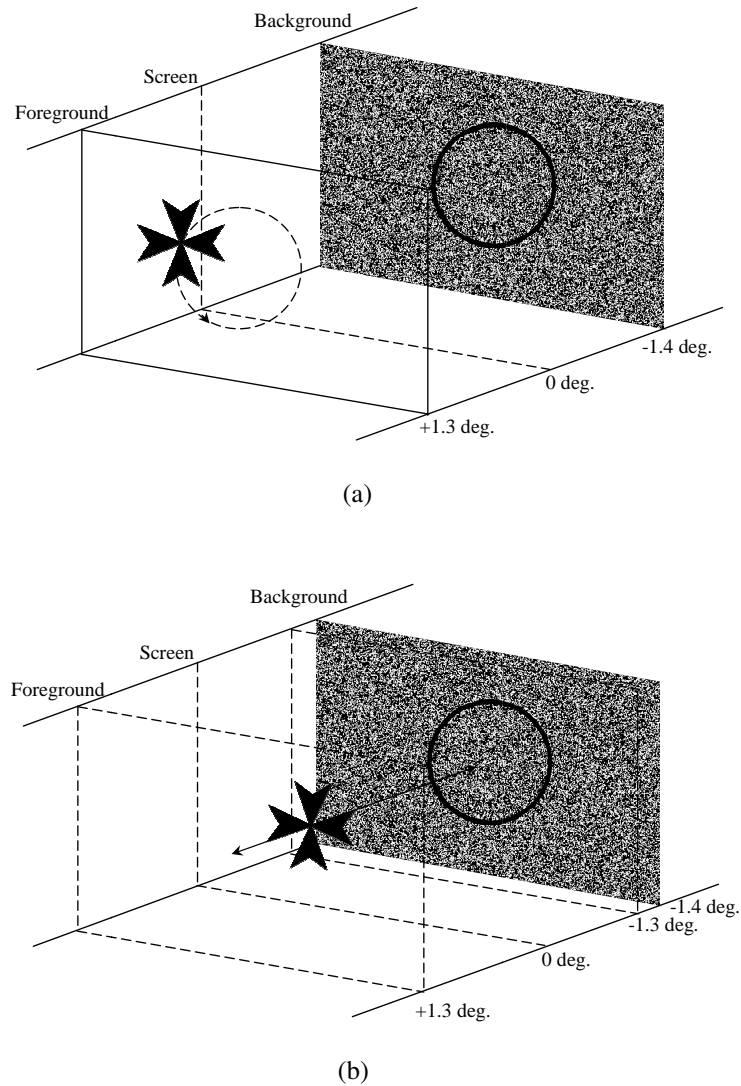 Background
Screen
Foreground
-1.4 deg.
0 deg.
+1.3 deg.
(a)
Background
Screen
Foreground
-1.4 deg.
-1.3 deg.
0 deg.
+1.3 deg.
(b)